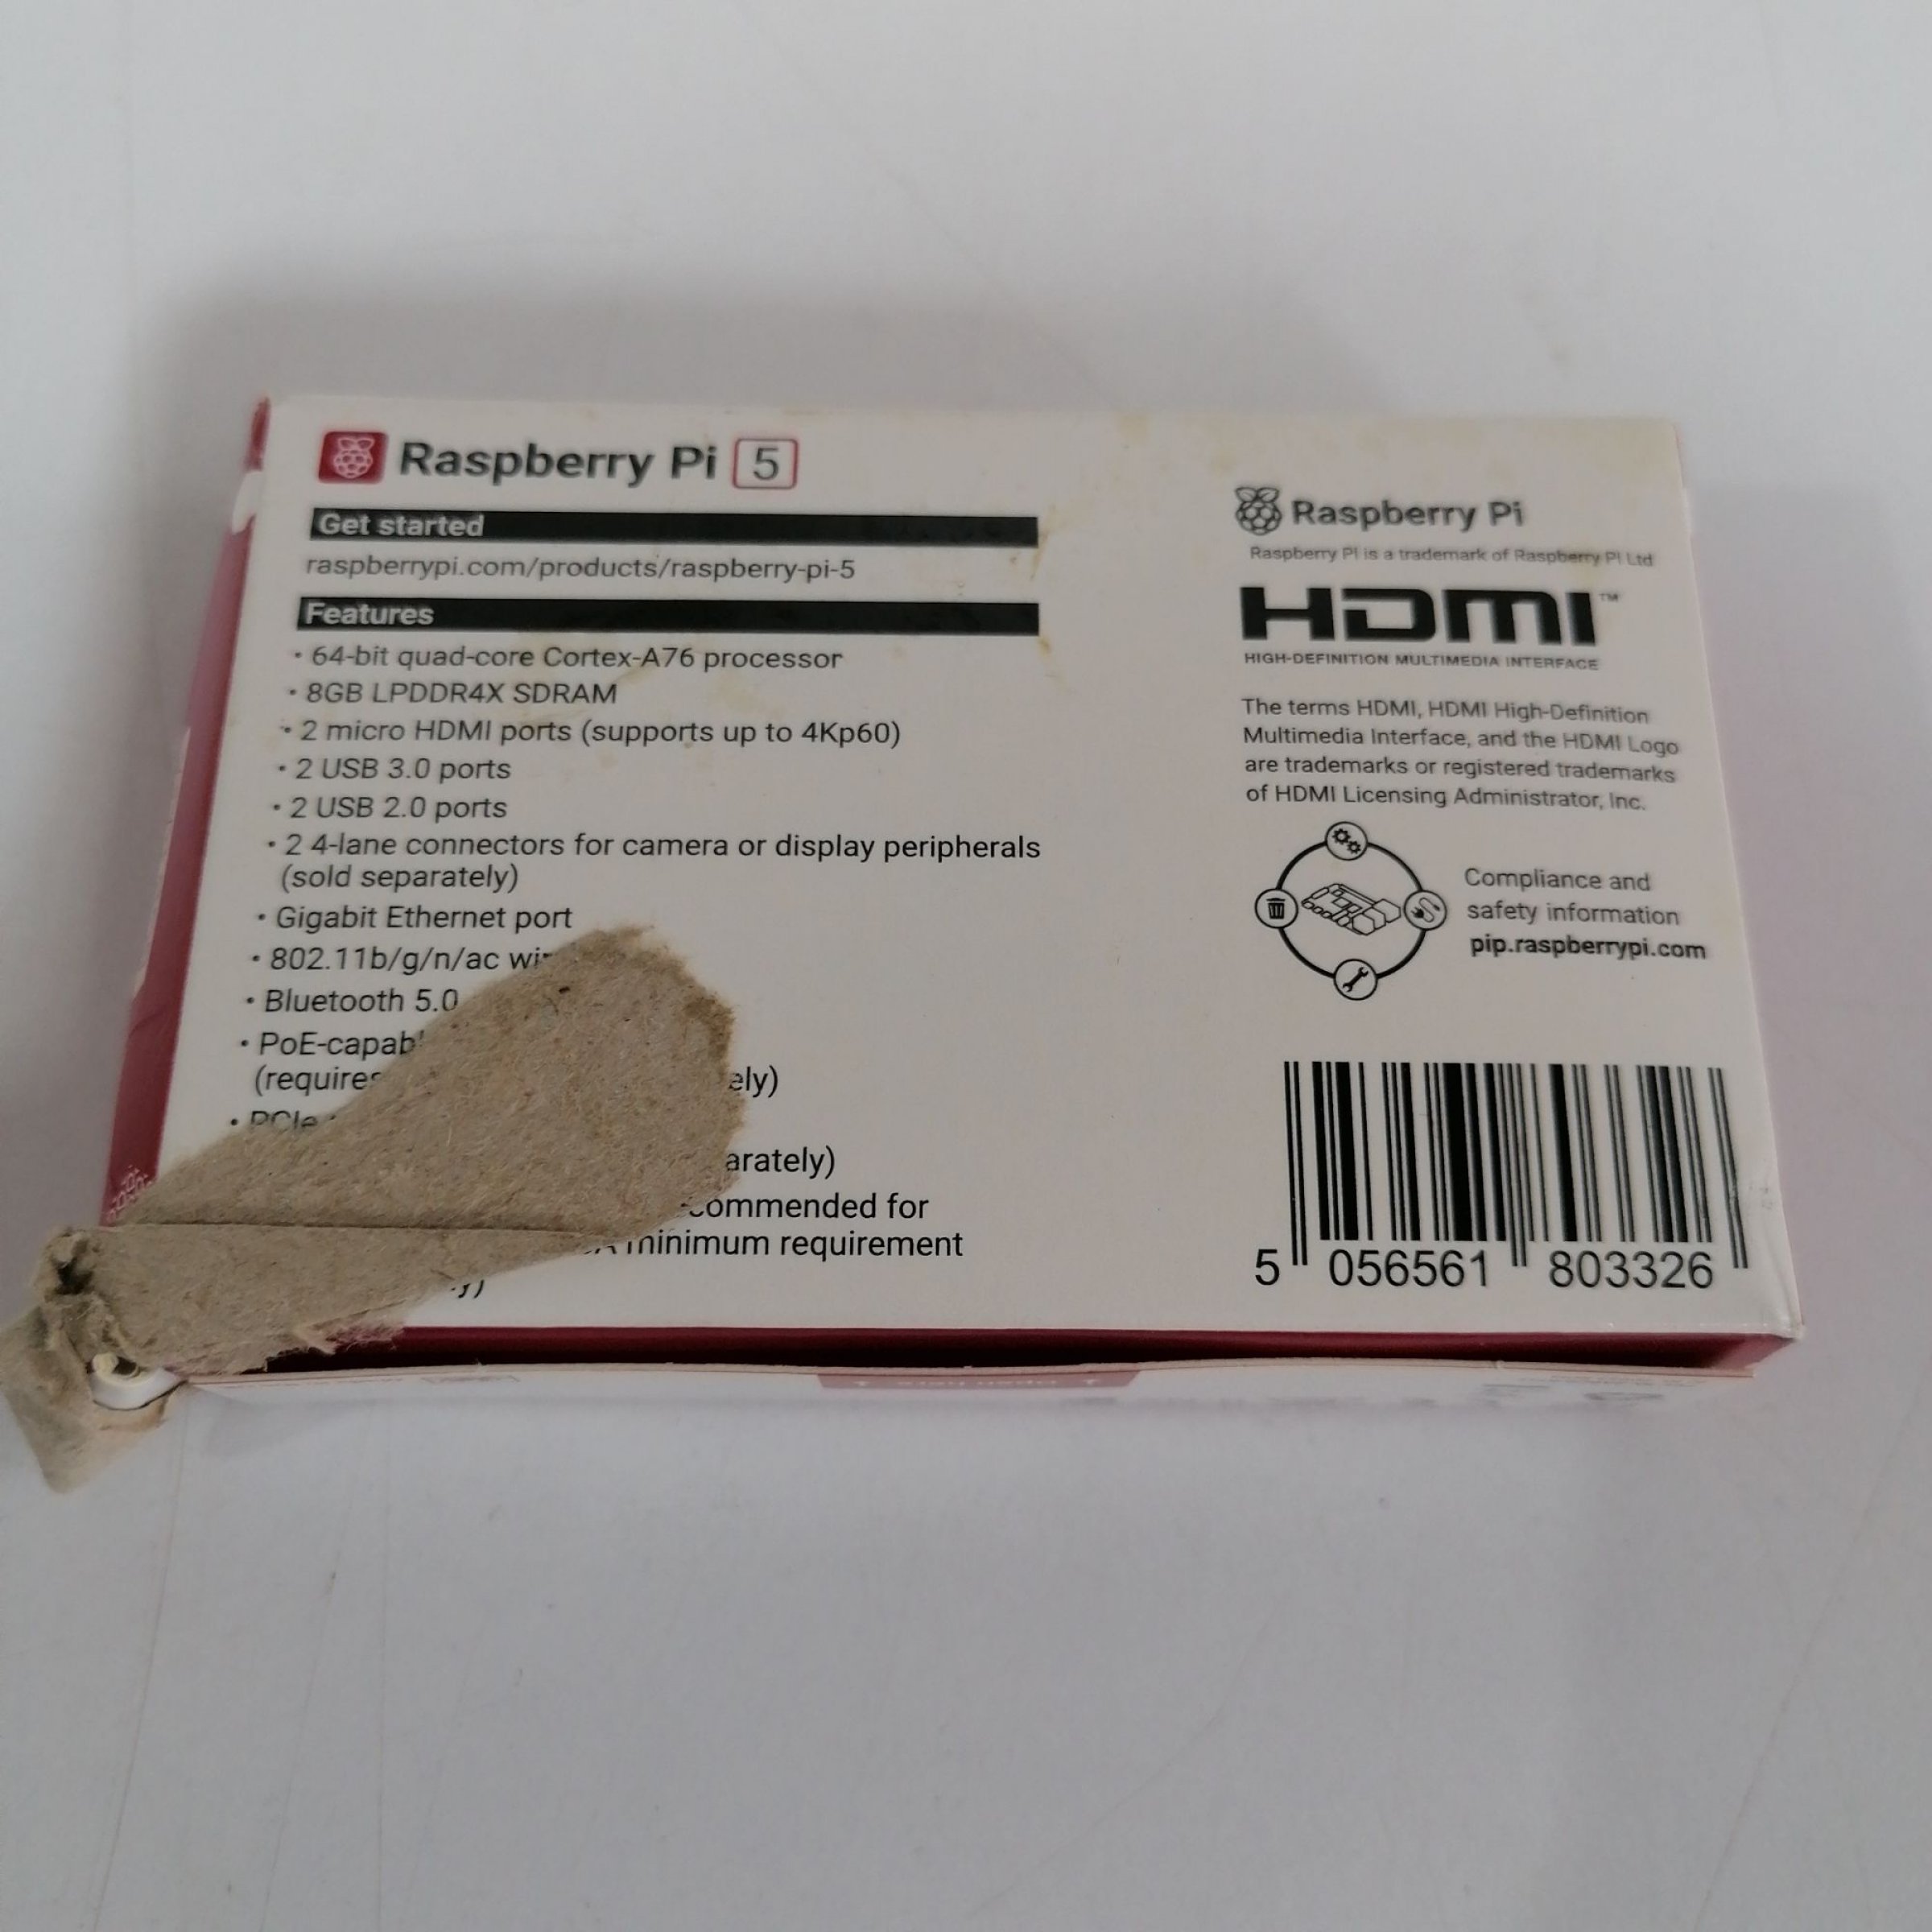 Raspberry Pi 5
Get started
raspberrypi.com/products/raspberry-pi-5
Features
• 64-bit quad-core Cortex-A76 processor
• 8GB LPDDR4X SDRAM
• 2 micro HDMI ports (supports up to 4Kp60)
• 2 USB 3.0 ports
• 2 USB 2.0 ports
• 2 4-lane connectors for camera or display peripherals
(sold separately)
• Gigabit Ethernet port
• 802.11b/g/n/ac
• Bluetooth 5.0
• PoE-capab
(require ely)
• PCIe
arately)
commended for
minimum requirement
y)
Raspberry Pi
Raspberry Pi is a trademark of Raspberry Pi Ltd
HDMI™
HIGH-DEFINITION MULTIMEDIA INTERFACE
The terms HDMI, HDMI High-Definition
Multimedia Interface, and the HDMI Logo
are trademarks or registered trademarks
of HDMI Licensing Administrator, Inc.
Compliance and
safety information
pip.raspberrypi.com
5 056561 803326
Open here